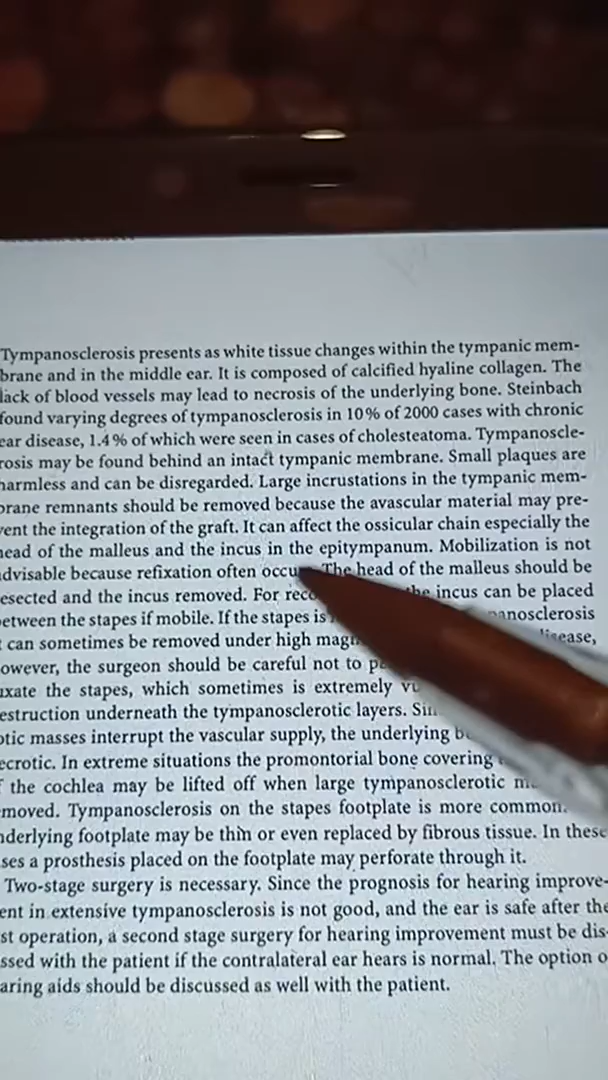 Tympanosclerosis presents as white tissue changes within the tympanic mem-
brane and in the middle ear. It is composed of calcified hyaline collagen. The
lack of blood vessels may lead to necrosis of the underlying bone. Steinbach
found varying degrees of tympanosclerosis in 10% of 2000 cases with chronic
ear disease, 1.4% of which were seen in cases of cholesteatoma. Tympanoscle-
rosis may be found behind an intact tympanic membrane. Small plaques are
harmless and can be disregarded. Large incrustations in the tympanic mem-
brane remnants should be removed because the avascular material may pre-
vent the integration of the graft. It can affect the ossicular chain especially the
head of the malleus and the incus in the epitympanum. Mobilization is not
advisable because refixation often occu The head of the malleus should be
resected and the incus removed. For reco the incus can be placed
between the stapes if mobile. If the stapes is panosclerosis
t can sometimes be removed under high mag disease,
owever, the surgeon should be careful not to
uxate the stapes, which sometimes is extremely
estruction underneath the tympanosclerotic layers.
otic masses interrupt the vascular supply, the underlying
ecrotic. In extreme situations the promontorial bone covering
f the cochlea may be lifted off when large tympanosclerotic
moved. Tympanosclerosis on the stapes footplate is more common.
nderlying footplate may be thin or even replaced by fibrous tissue. In these
ses a prosthesis placed on the footplate may perforate through it.
Two-stage surgery is necessary. Since the prognosis for hearing improve-
ent in extensive tympanosclerosis is not good, and the ear is safe after the
st operation, a second stage surgery for hearing improvement must be dis-
ssed with the patient if the contralateral ear hears is normal. The option o
aring aids should be discussed as well with the patient.